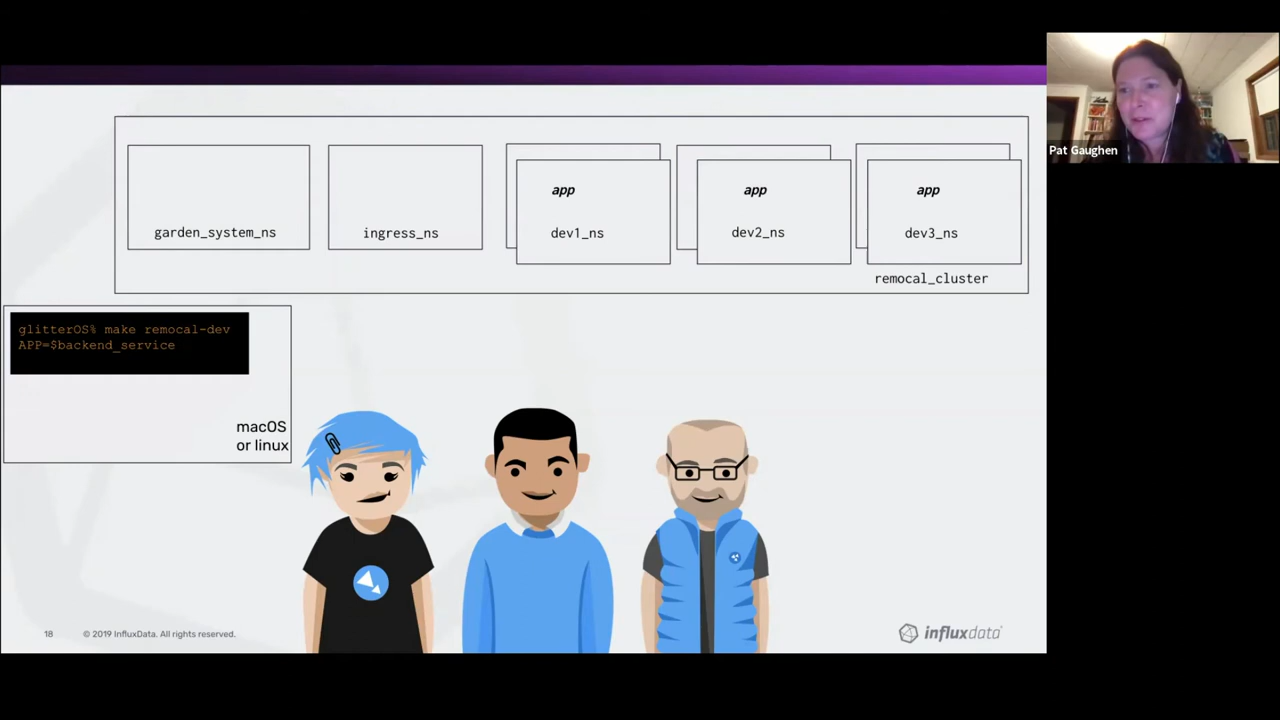 Pat Gaughen
app
app
app
garden_system_ns
ingress_ns
dev1_ns
dev2_ns
dev3_ns
remocal_cluster
glitterOS% make remocal-dev
APP=$backend_service
macOS
or linux
18
© 2019 InfluxData. All rights reserved.
influxdata